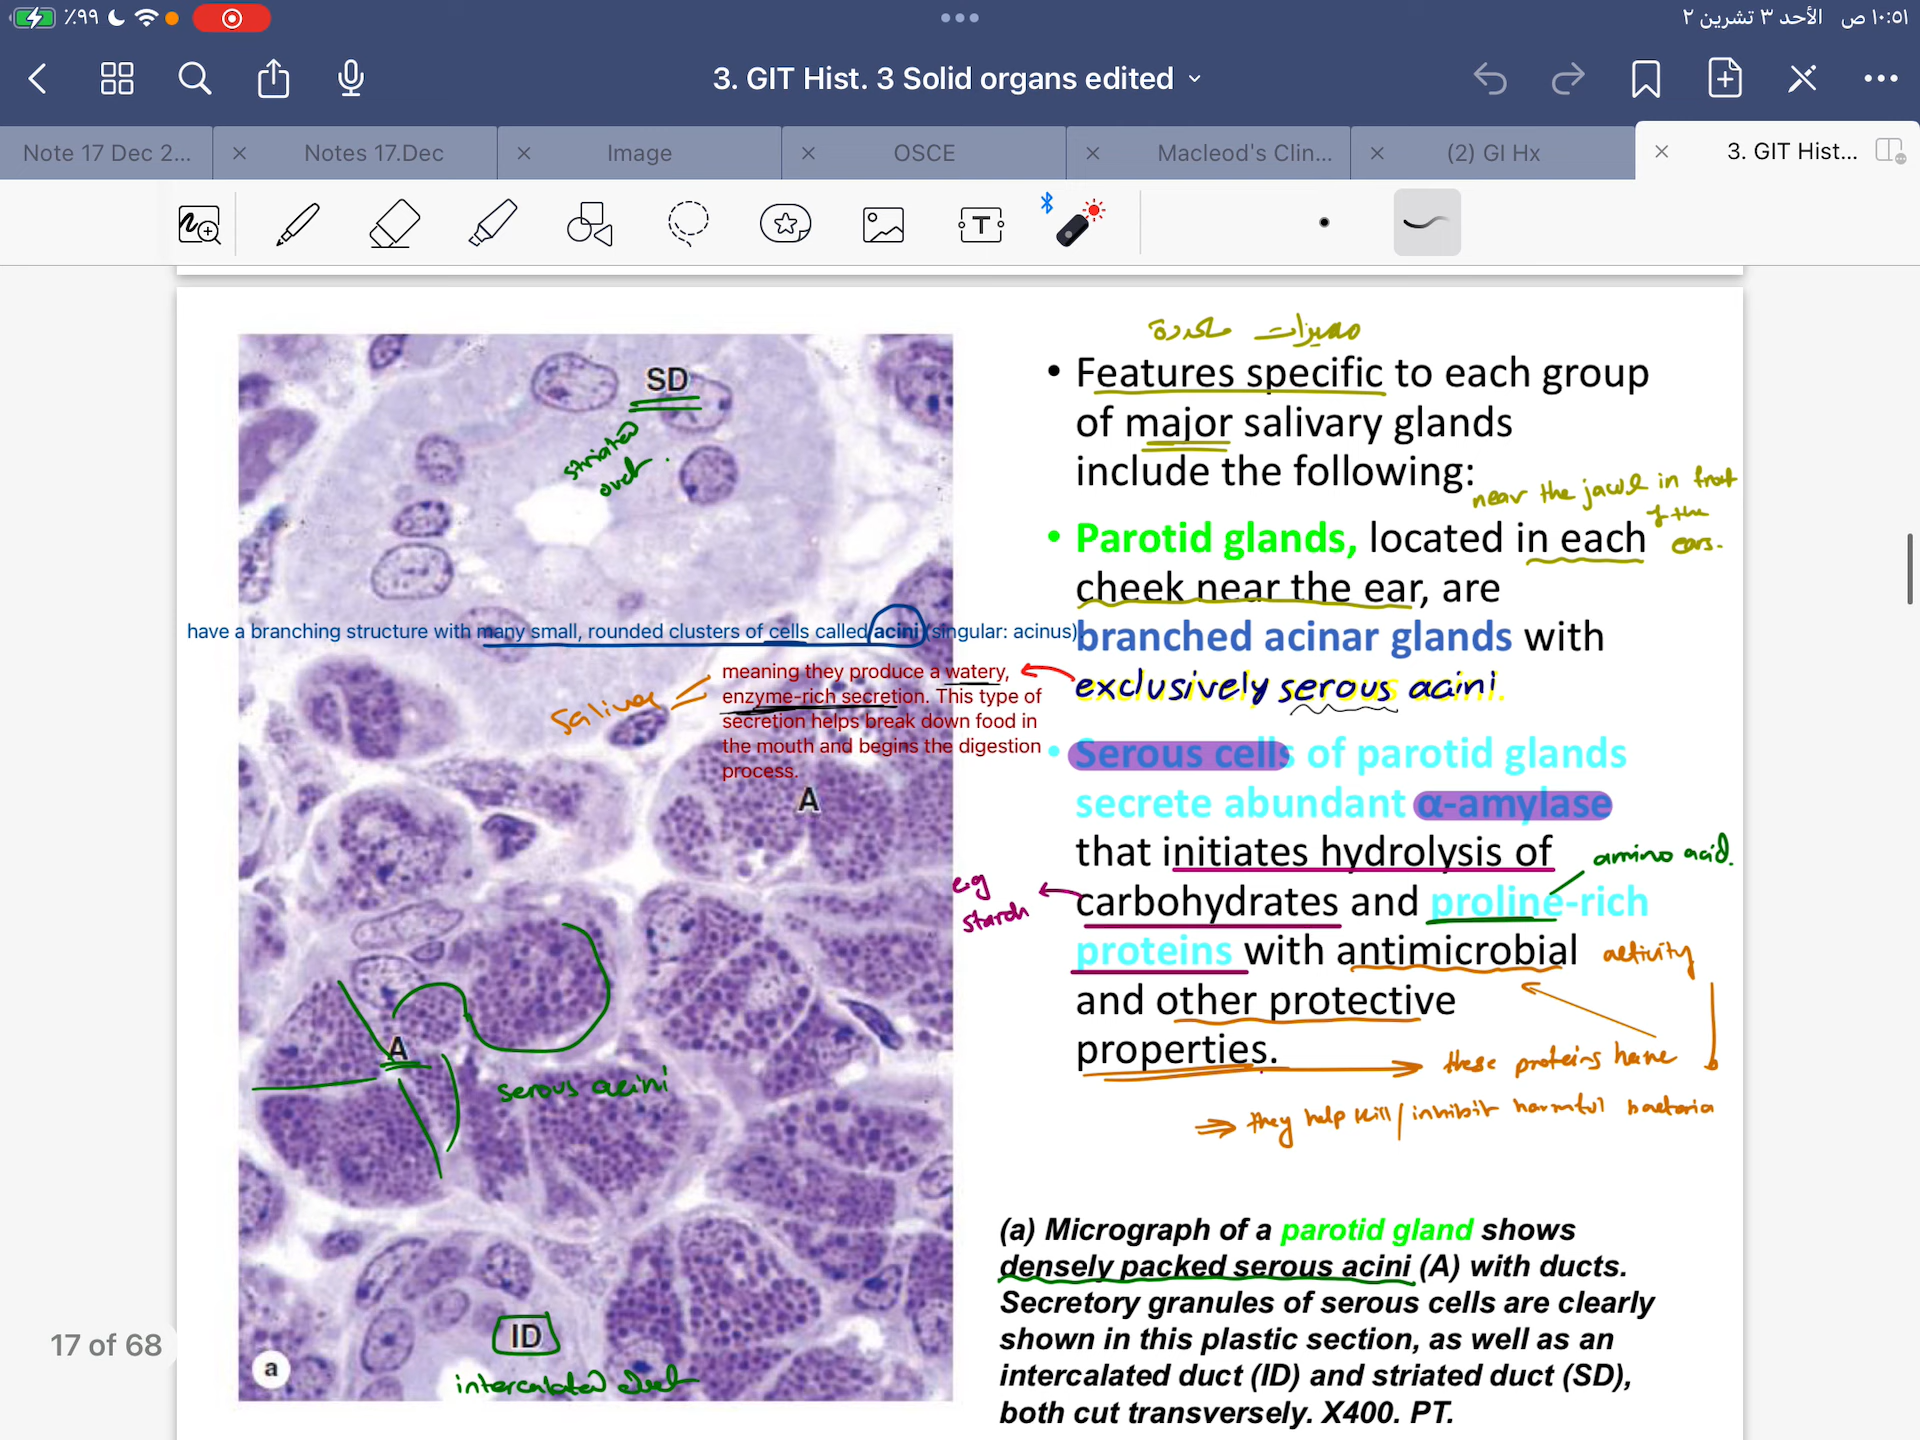 ٪٩٩
١٠:٥١ ص الأحد ٣ تشرين ٢
3. GIT Hist. 3 Solid organs edited
Note 17 Dec 2...
Notes 17.Dec
Image
OSCE
Macleod's Clin...
(2) GI Hx
3. GIT Hist...
T
مميزات محددة
• Features specific to each group
of major salivary glands
include the following:
near the jawl in front
of the
ears.
• Parotid glands, located in each
cheek near the ear, are
branched acinar glands with
exclusively serous acini.
• Serous cells of parotid glands
secrete abundant α-amylase
that initiates hydrolysis of
amino acid.
carbohydrates and proline-rich
eg
starch
proteins with antimicrobial
activity
and other protective
properties.
these proteins have
⇒ they help kill / inhibit harmful bacteria
SD
striated
duct.
have a branching structure with many small, rounded clusters of cells called acini (singular: acinus)
meaning they produce a watery,
enzyme-rich secretion. This type of
secretion helps break down food in
the mouth and begins the digestion
process.
A
A
serous acini
ID
intercalated duct
a
(a) Micrograph of a parotid gland shows
densely packed serous acini (A) with ducts.
Secretory granules of serous cells are clearly
shown in this plastic section, as well as an
intercalated duct (ID) and striated duct (SD),
both cut transversely. X400. PT.
17 of 68